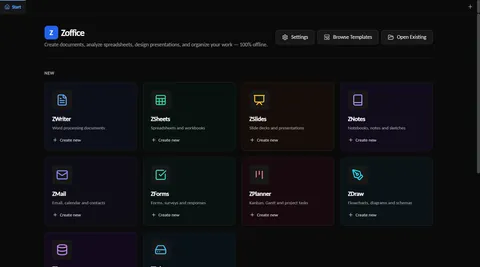 Start
Z Zoffice
Create documents, analyze spreadsheets, design presentations, and organize your work — 100% offline.
Settings
Browse Templates
Open Existing
NEW
ZWriter
Word processing documents
+ Create new
ZSheets
Spreadsheets and workbooks
+ Create new
ZSlides
Slide decks and presentations
+ Create new
ZNotes
Notebooks, notes and sketches
+ Create new
ZMail
Email, calendar and contacts
+ Create new
ZForms
Forms, surveys and responses
+ Create new
ZPlanner
Kanban, Gantt and project tasks
+ Create new
ZDraw
Flowcharts, diagrams and schemas
+ Create new